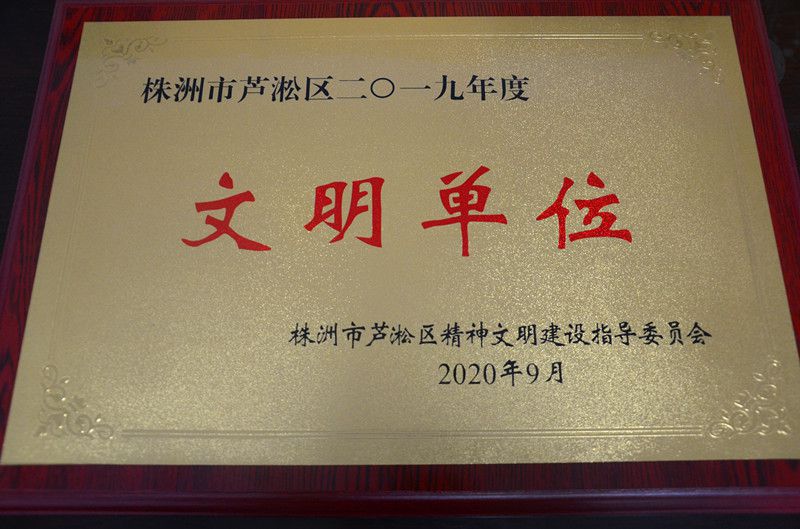 株洲市芦淞区二〇一九年度
文明单位
株洲市芦淞区精神文明建设指导委员会
2020年9月